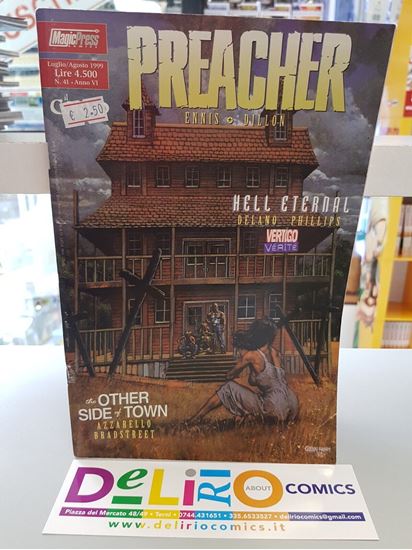 MagicPress
Luglio/Agosto 1999
Lire 4.500
N. 41 - Anno VI
€ 2.50
PREACHER
ENNIS DILLON
HELL ETERNAL
DELANO PHILLIPS
VERTIGO
VERITÉ
the OTHER
SIDE of TOWN
AZZARELLO
BRADSTREET
GLENN FABRY
DeLiRiO ABOUT COMICS
Piazza del Mercato 48/49 • Terni • 0744.431651 • 335.6533527 • deliriocomics@gmail.com
www.deliriocomics.it